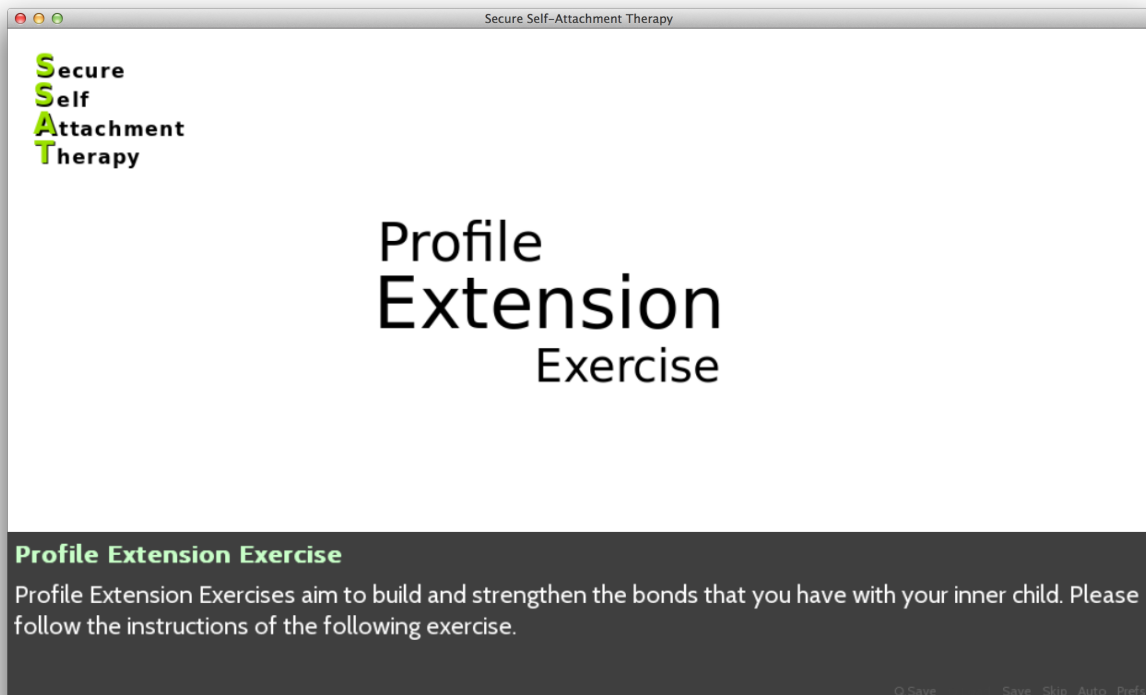 Secure Self-Attachment Therapy
Secure
Self
Attachment
Therapy
Profile
Extension
Exercise
Profile Extension Exercise
Profile Extension Exercises aim to build and strengthen the bonds that you have with your inner child. Please
follow the instructions of the following exercise.
Q.Save Save Skip Auto